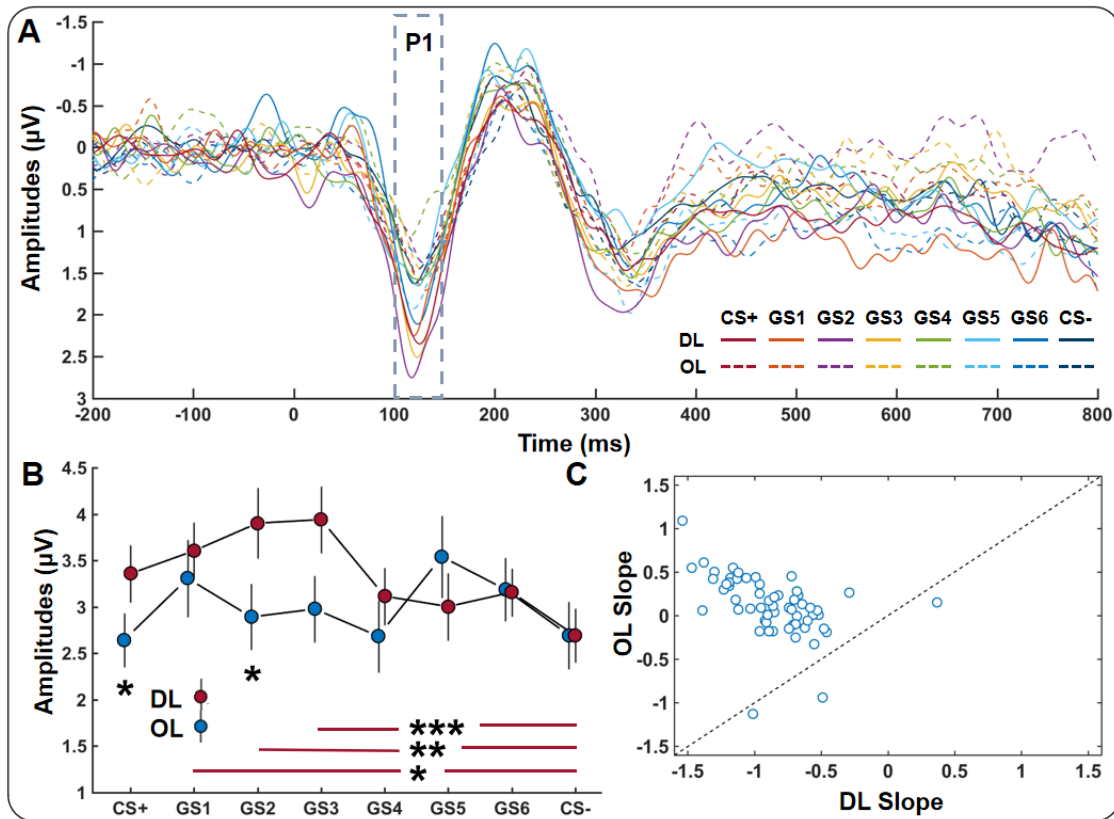 A
P1
Amplitudes (µV)
-1.5
-1
-0.5
0
0.5
1
1.5
2
2.5
3
-200 -100 0 100 200 300 400 500 600 700 800
Time (ms)
CS+ GS1 GS2 GS3 GS4 GS5 GS6 CS-
DL
OL
B
Amplitudes (µV)
4.5
4
3.5
3
2.5
2
1.5
1
* *
DL
OL
***
**
*
CS+ GS1 GS2 GS3 GS4 GS5 GS6 CS-
C
OL Slope
1.5
1
0.5
0
-0.5
-1
-1.5
-1.5 -1 -0.5 0 0.5 1 1.5
DL Slope